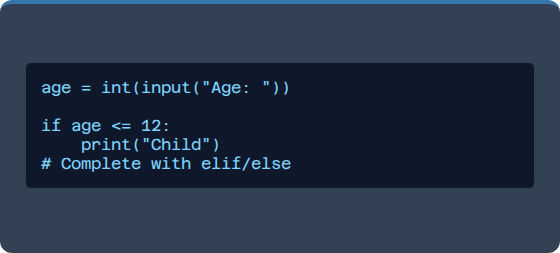 age = int(input("Age: "))

if age <= 12:
    print("Child")
# Complete with elif/else